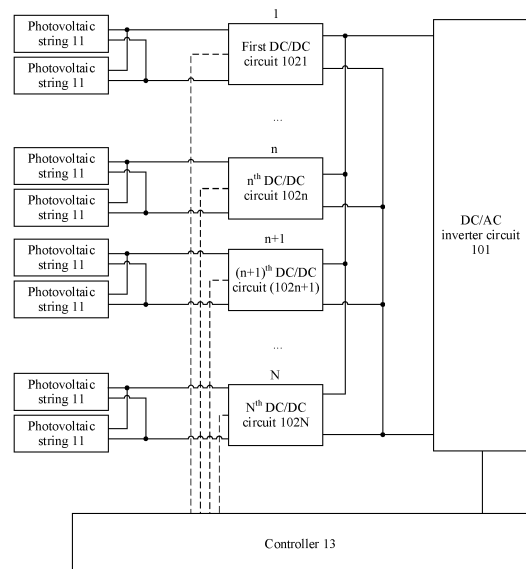 1
Photovoltaic
string 11
Photovoltaic
string 11
First DC/DC
circuit 1021
...
n
Photovoltaic
string 11
Photovoltaic
string 11
nth DC/DC
circuit 102n
DC/AC
inverter circuit
101
n+1
Photovoltaic
string 11
Photovoltaic
string 11
(n+1)th DC/DC
circuit (102n+1)
...
N
Photovoltaic
string 11
Photovoltaic
string 11
Nth DC/DC
circuit 102N
Controller 13